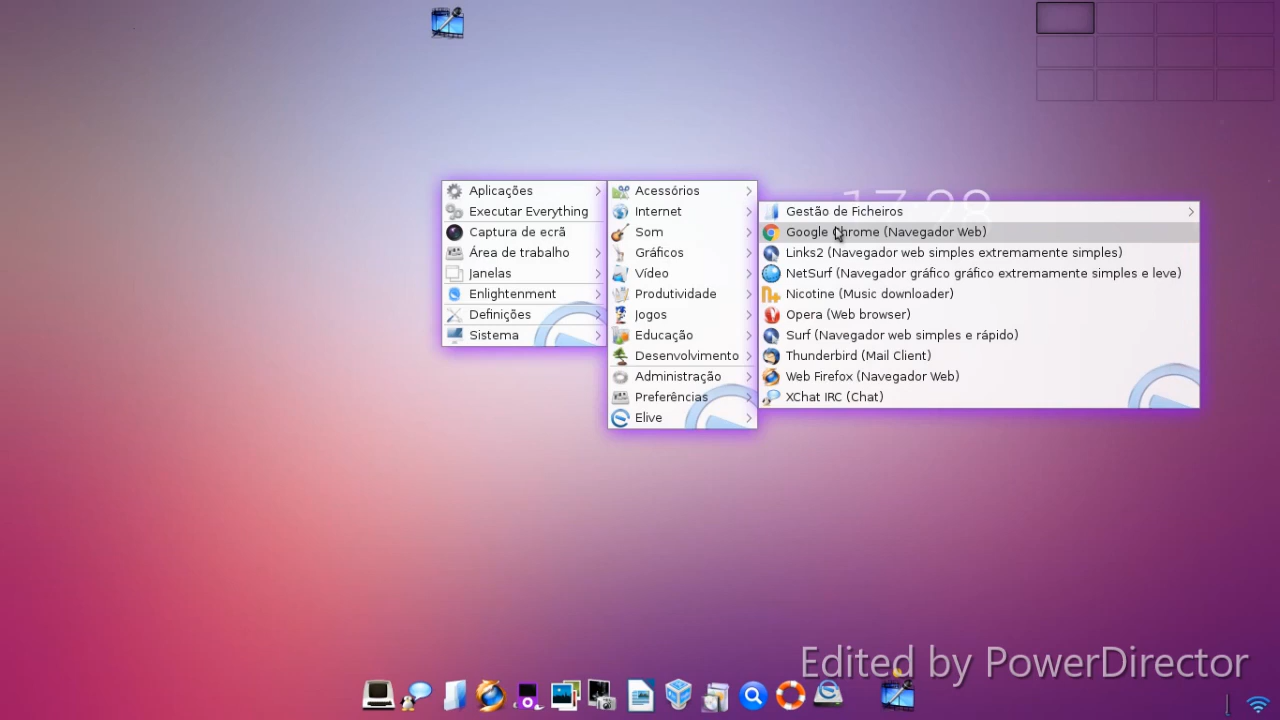 Aplicações
Executar Everything
Captura de ecrã
Área de trabalho
Janelas
Enlightenment
Definições
Sistema
Acessórios
Internet
Som
Gráficos
Vídeo
Produtividade
Jogos
Educação
Desenvolvimento
Administração
Preferências
Elive
17:28
Gestão de Ficheiros
Google Chrome (Navegador Web)
Links2 (Navegador web simples extremamente simples)
NetSurf (Navegador gráfico gráfico extremamente simples e leve)
Nicotine (Music downloader)
Opera (Web browser)
Surf (Navegador web simples e rápido)
Thunderbird (Mail Client)
Web Firefox (Navegador Web)
XChat IRC (Chat)
Edited by PowerDirector